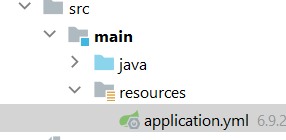 src
main
java
resources
application.yml 6.9.2